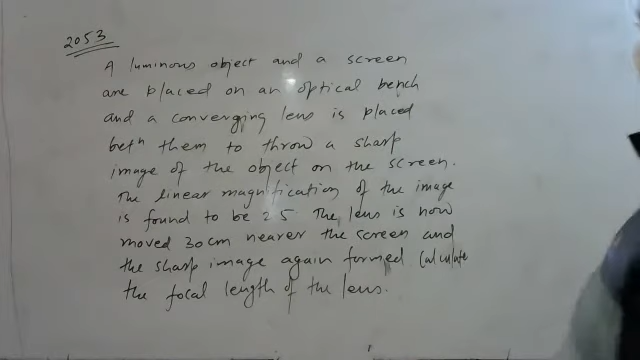 2053
A luminous object and a screen
are placed on an optical bench
and a converging lens is placed
betn them to throw a sharp
image of the object on the screen.
The linear magnification of the image
is found to be 2.5. The lens is now
moved 30cm nearer the screen and
the sharp image again formed. Calculate
the focal length of the lens.